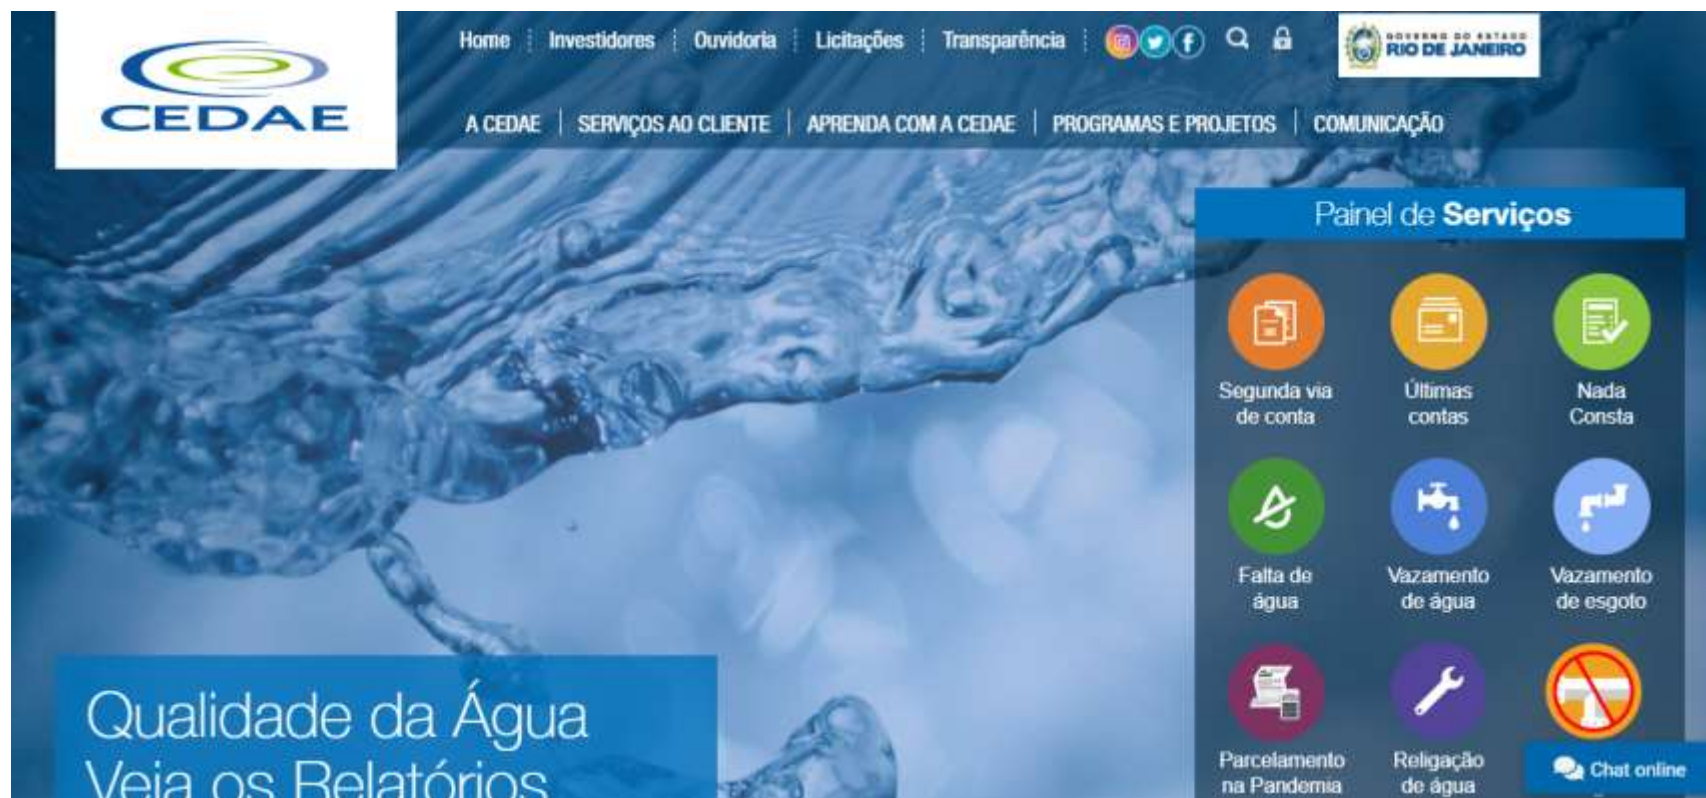 CEDAE
Home
Investidores
Ouvidoria
Licitações
Transparência
GOVERNO DO ESTADO
RIO DE JANEIRO
A CEDAE
SERVIÇOS AO CLIENTE
APRENDA COM A CEDAE
PROGRAMAS E PROJETOS
COMUNICAÇÃO
Painel de Serviços
Segunda via
de conta
Últimas
contas
Nada
Consta
Falta de
água
Vazamento
de água
Vazamento
de esgoto
Parcelamento
na Pandemia
Religação
de água
Chat online
Qualidade da Água
Veja os Relatórios